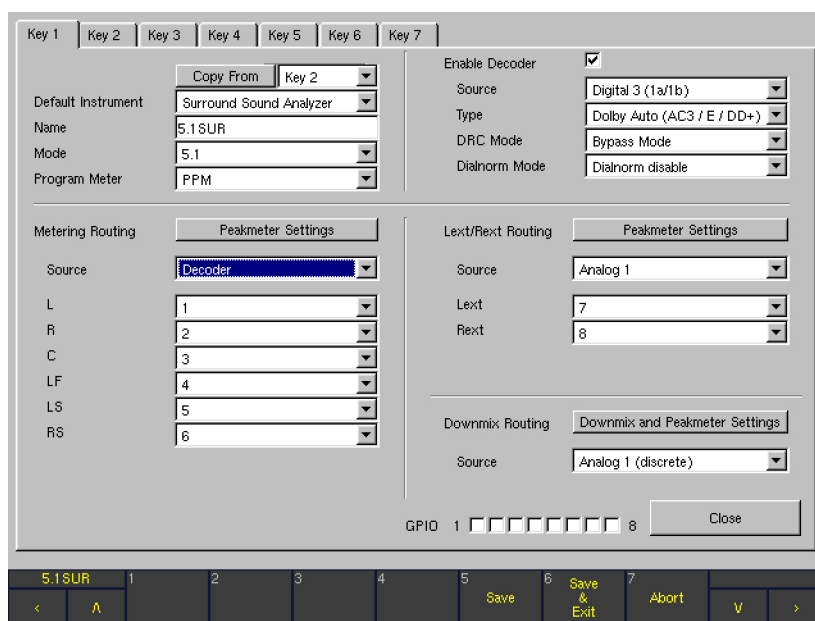 Key 1 Key 2 Key 3 Key 4 Key 5 Key 6 Key 7
Copy From Key 2
Default Instrument Surround Sound Analyzer
Name 5.1SUR
Mode 5.1
Program Meter PPM
Enable Decoder
Source Digital 3 (1a/1b)
Type Dolby Auto (AC3 / E / DD+)
DRC Mode Bypass Mode
Dialnorm Mode Dialnorm disable
Metering Routing Peakmeter Settings
Source Decoder
L 1
R 2
C 3
LF 4
LS 5
RS 6
Lext/Rext Routing Peakmeter Settings
Source Analog 1
Lext 7
Rext 8
Downmix Routing Downmix and Peakmeter Settings
Source Analog 1 (discrete)
GPIO 1 8
Close
5.1SUR 1 2 3 4 5 Save 6 Save & Exit 7 Abort
< Λ V >